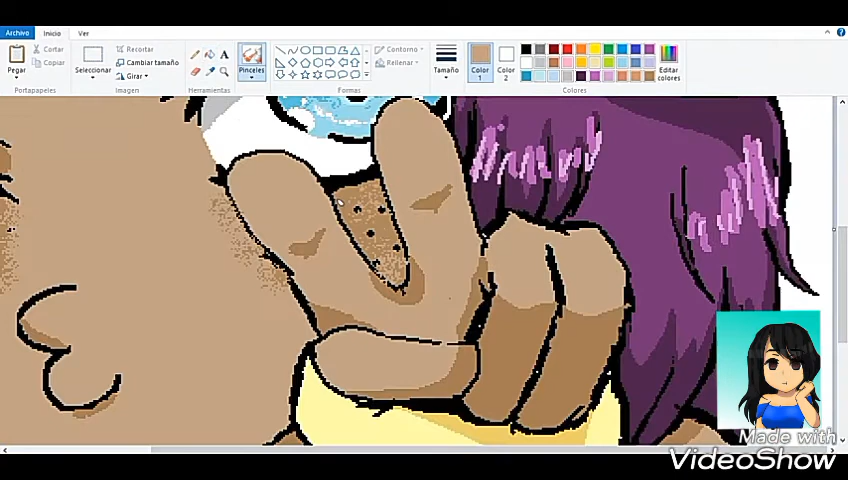 Archivo Inicio Ver
Cortar Recortar Contorno
Copiar Cambiar tamaño Rellenar
Pegar Seleccionar Girar A Pinceles Tamaño Color 1 Color 2 Editar colores
Portapapeles Imagen Herramientas Formas Colores
Made with
VideoShow